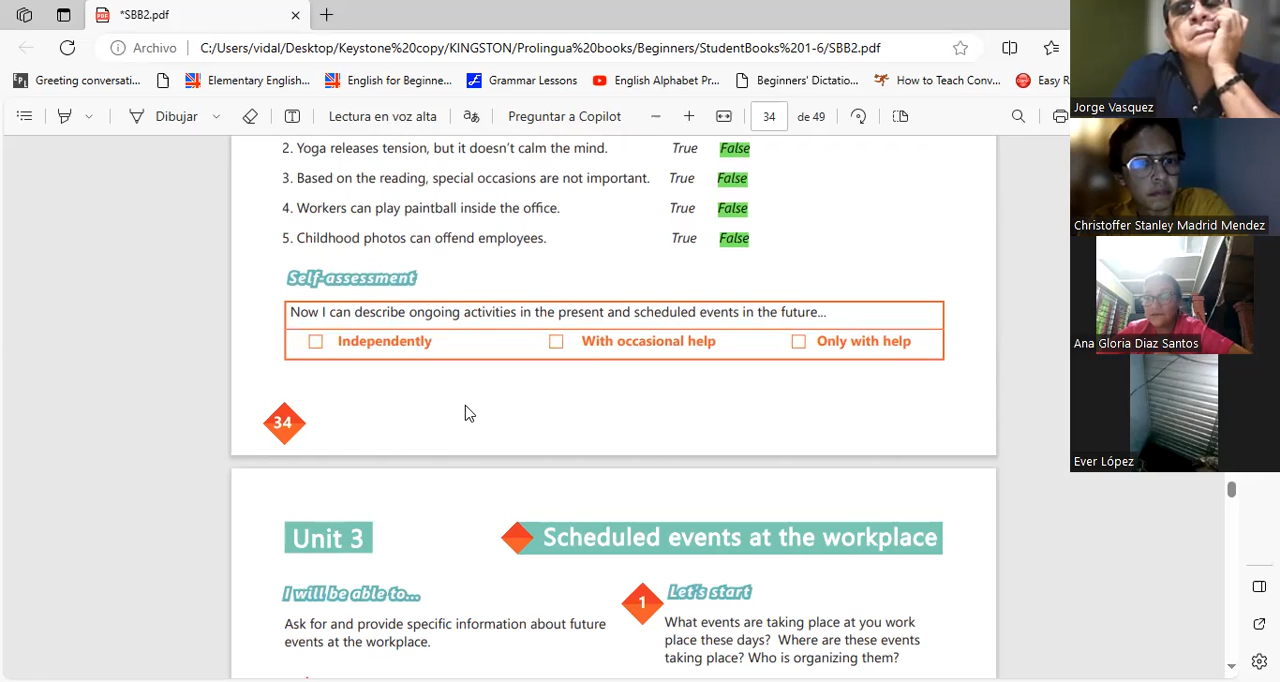 *SBB2.pdf
Archivo C:/Users/vidal/Desktop/Keystone%20copy/KINGSTON/Prolingua%20books/Beginners/StudentBooks%201-6/SBB2.pdf
Greeting conversati... Elementary English... English for Beginne... Grammar Lessons English Alphabet Pr... Beginners' Dictatio... How to Teach Conv... Easy R
Dibujar Lectura en voz alta Preguntar a Copilot 34 de 49
2. Yoga releases tension, but it doesn't calm the mind. True False
3. Based on the reading, special occasions are not important. True False
4. Workers can play paintball inside the office. True False
5. Childhood photos can offend employees. True False
Self-assessment
Now I can describe ongoing activities in the present and scheduled events in the future...
Independently With occasional help Only with help
34
Unit 3 Scheduled events at the workplace
I will be able to...
Ask for and provide specific information about future
events at the workplace.
1 Let's start
What events are taking place at you work
place these days? Where are these events
taking place? Who is organizing them?
Jorge Vasquez
Christoffer Stanley Madrid Mendez
Ana Gloria Diaz Santos
Ever López